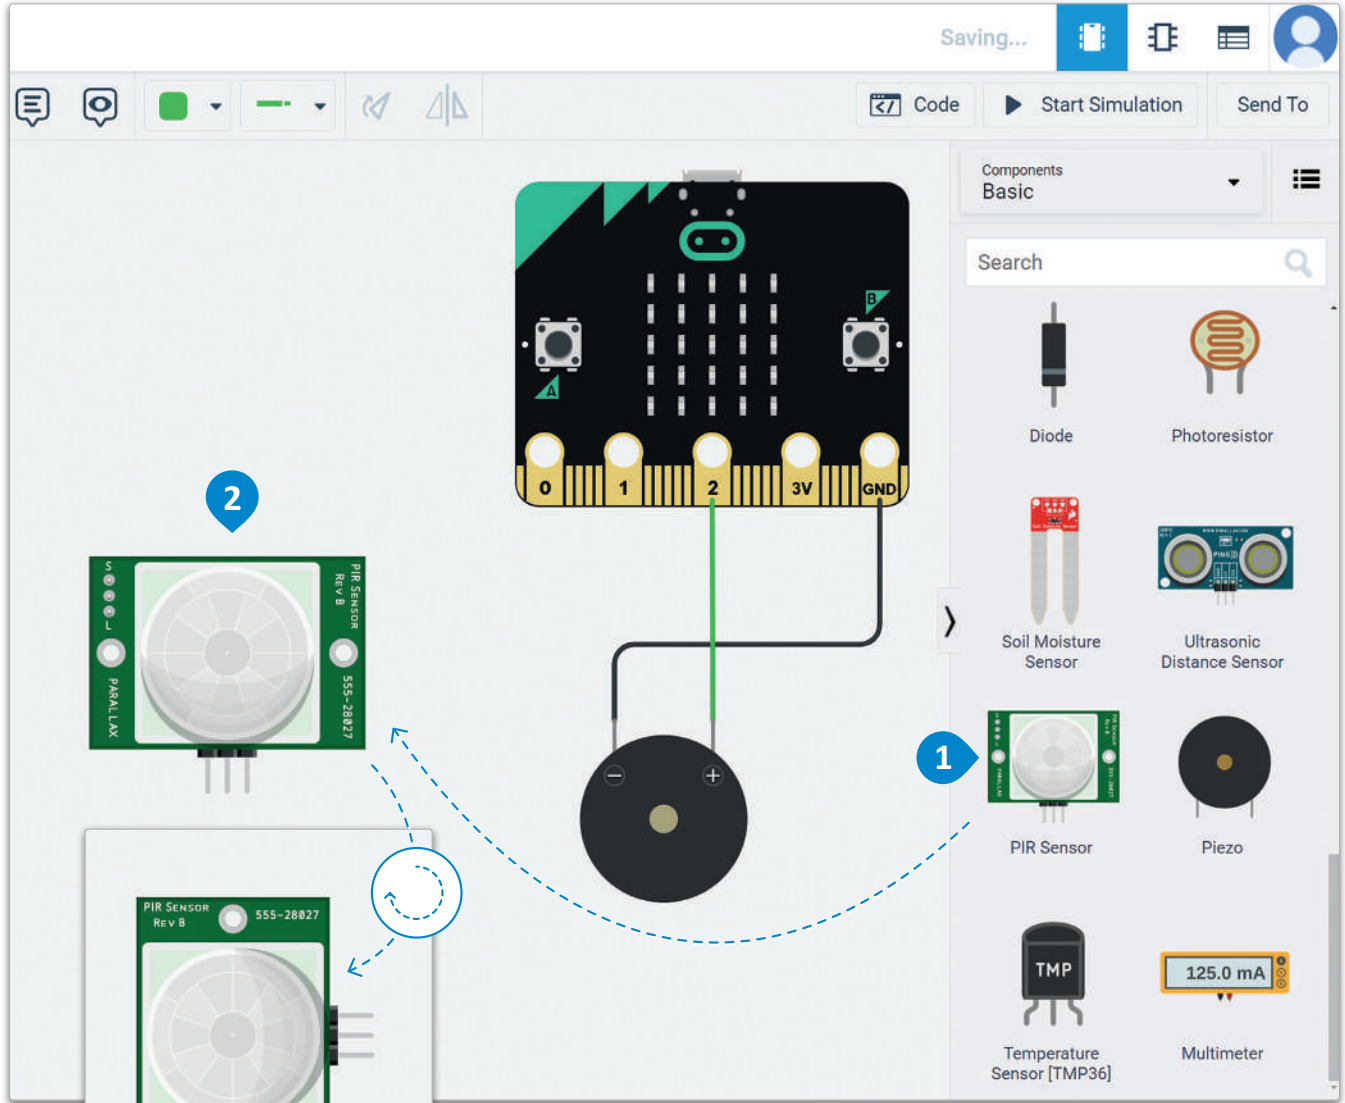 Saving...
Code
Start Simulation
Send To
Components
Basic
Search
B
A
0
1
2
3V
GND
Diode
Photoresistor
PING)))
Soil Moisture
Sensor
Ultrasonic
Distance Sensor
2
S
L
PARALLAX
PIR SENSOR
REV B
555-28027
1
PIR Sensor
Piezo
PIR SENSOR
REV B
555-28027
TMP
125.0 mA
Temperature
Sensor [TMP36]
Multimeter